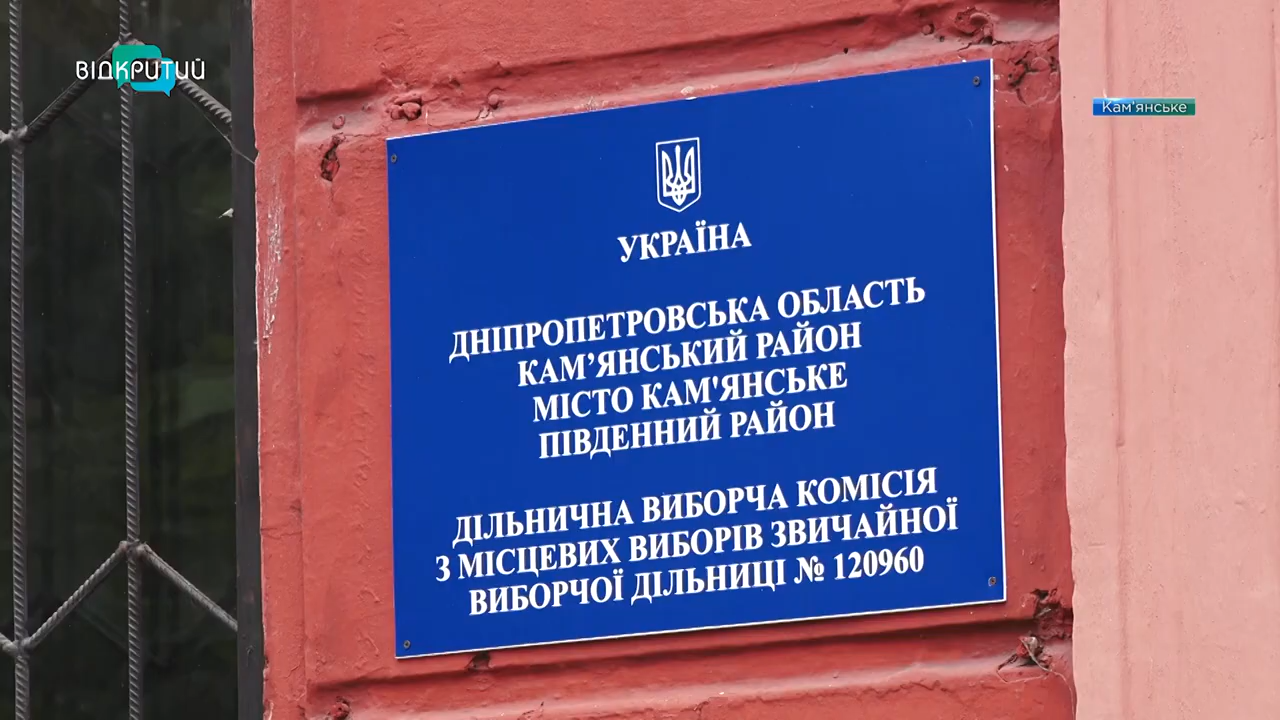 ВІДКРИТИЙ
Кам'янське
УКРАЇНА
ДНІПРОПЕТРОВСЬКА ОБЛАСТЬ
КАМ’ЯНСЬКИЙ РАЙОН
МІСТО КАМ'ЯНСЬКЕ
ПІВДЕННИЙ РАЙОН
ДІЛЬНИЧНА ВИБОРЧА КОМІСІЯ
З МІСЦЕВИХ ВИБОРІВ ЗВИЧАЙНОЇ
ВИБОРЧОЇ ДІЛЬНИЦІ № 120960